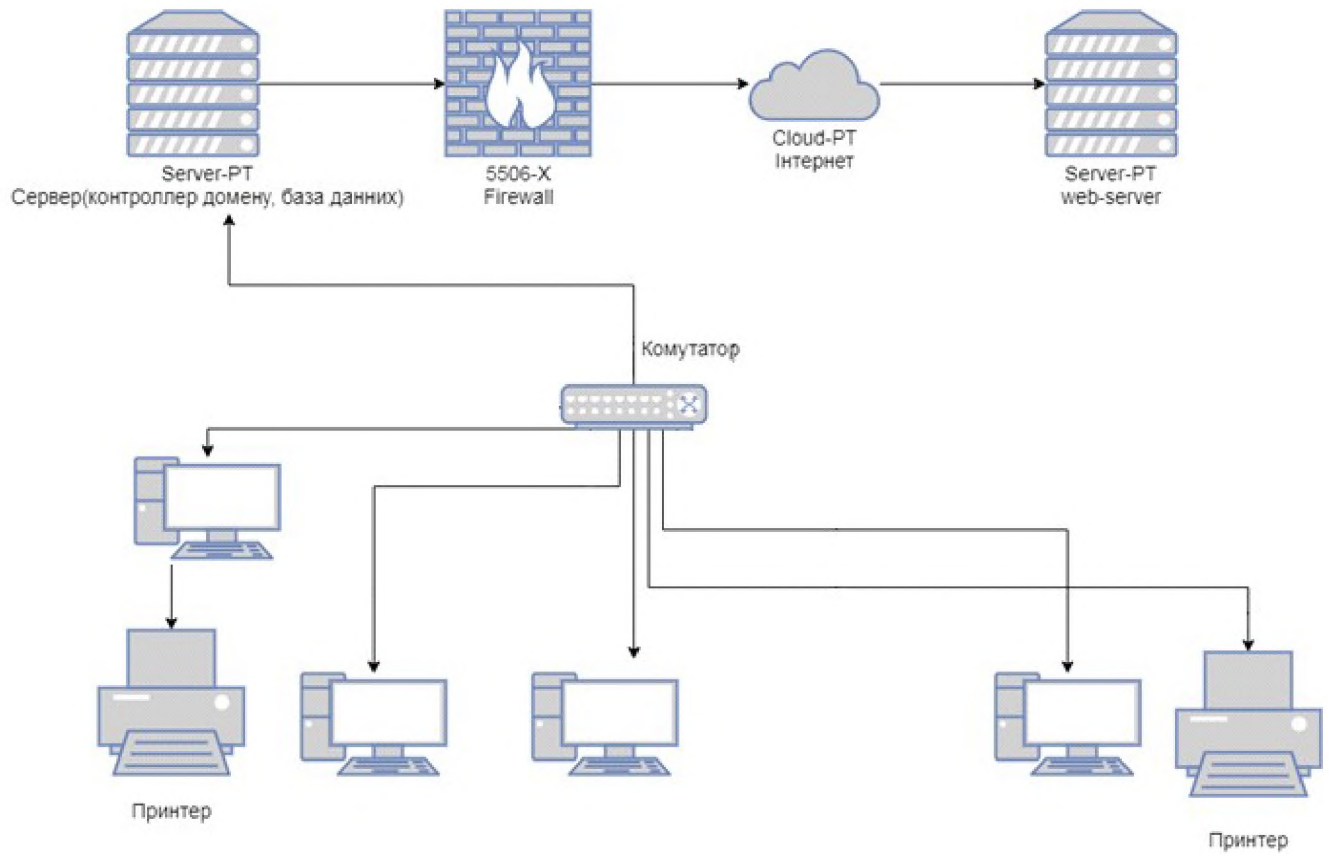 Server-PT
Сервер(контроллер домену, база данних)
5506-X
Firewall
Cloud-PT
Інтернет
Server-PT
web-server
Комутатор
Принтер
Принтер